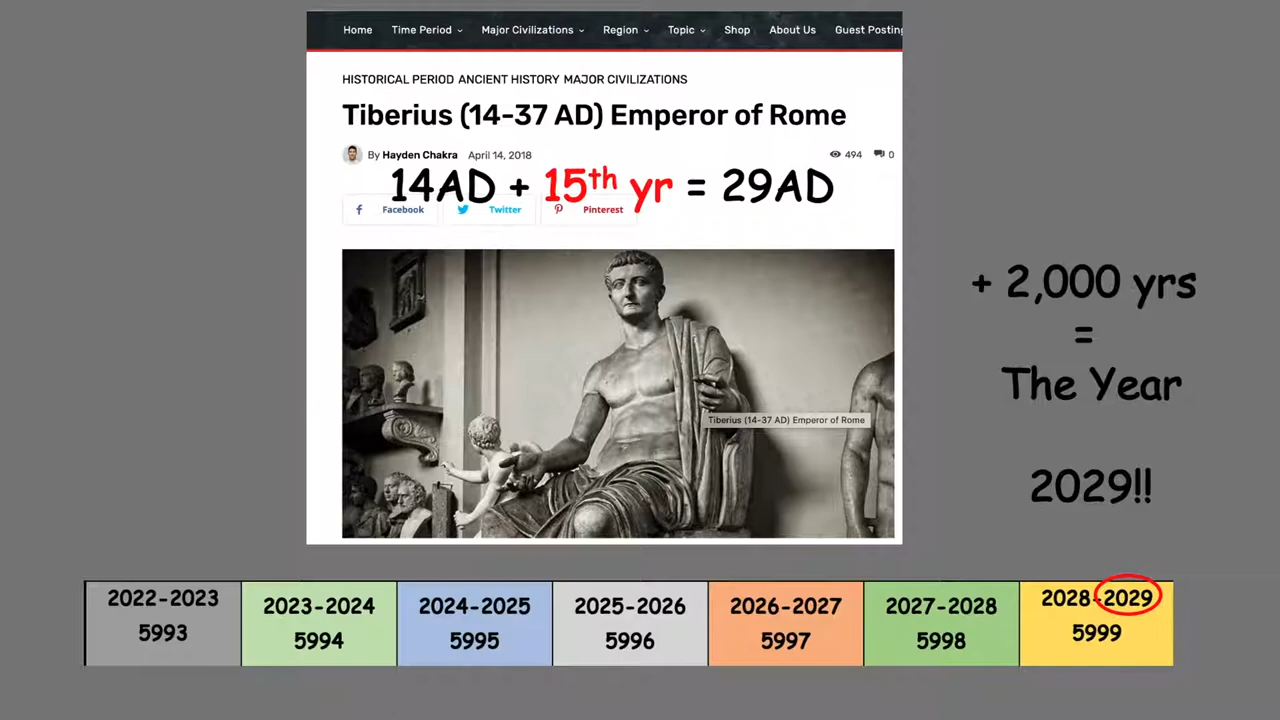 Home Time Period Major Civilizations Region Topic Shop About Us Guest Posting
HISTORICAL PERIOD ANCIENT HISTORY MAJOR CIVILIZATIONS
Tiberius (14-37 AD) Emperor of Rome
By Hayden Chakra April 14, 2018 494 0
14AD + 15th yr = 29AD
Facebook Twitter Pinterest
Tiberius (14-37 AD) Emperor of Rome
+ 2,000 yrs
=
The Year
2029!!
2022-2023 2023-2024 2024-2025 2025-2026 2026-2027 2027-2028 2028-2029
5993 5994 5995 5996 5997 5998 5999